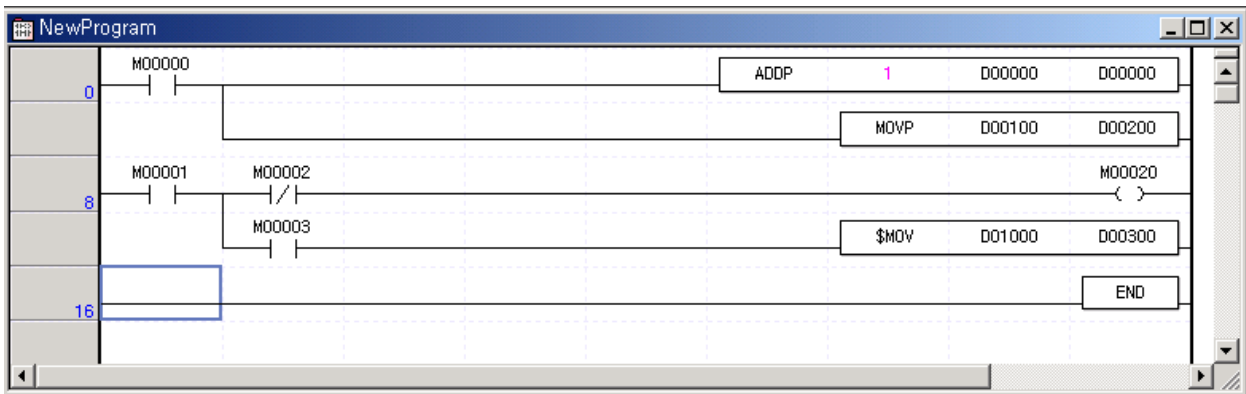 NewProgram
M00000
0
ADDP 1 D00000 D00000
MOVP D00100 D00200
M00001 M00002 M00020
8
M00003
$MOV D01000 D00300
END
16